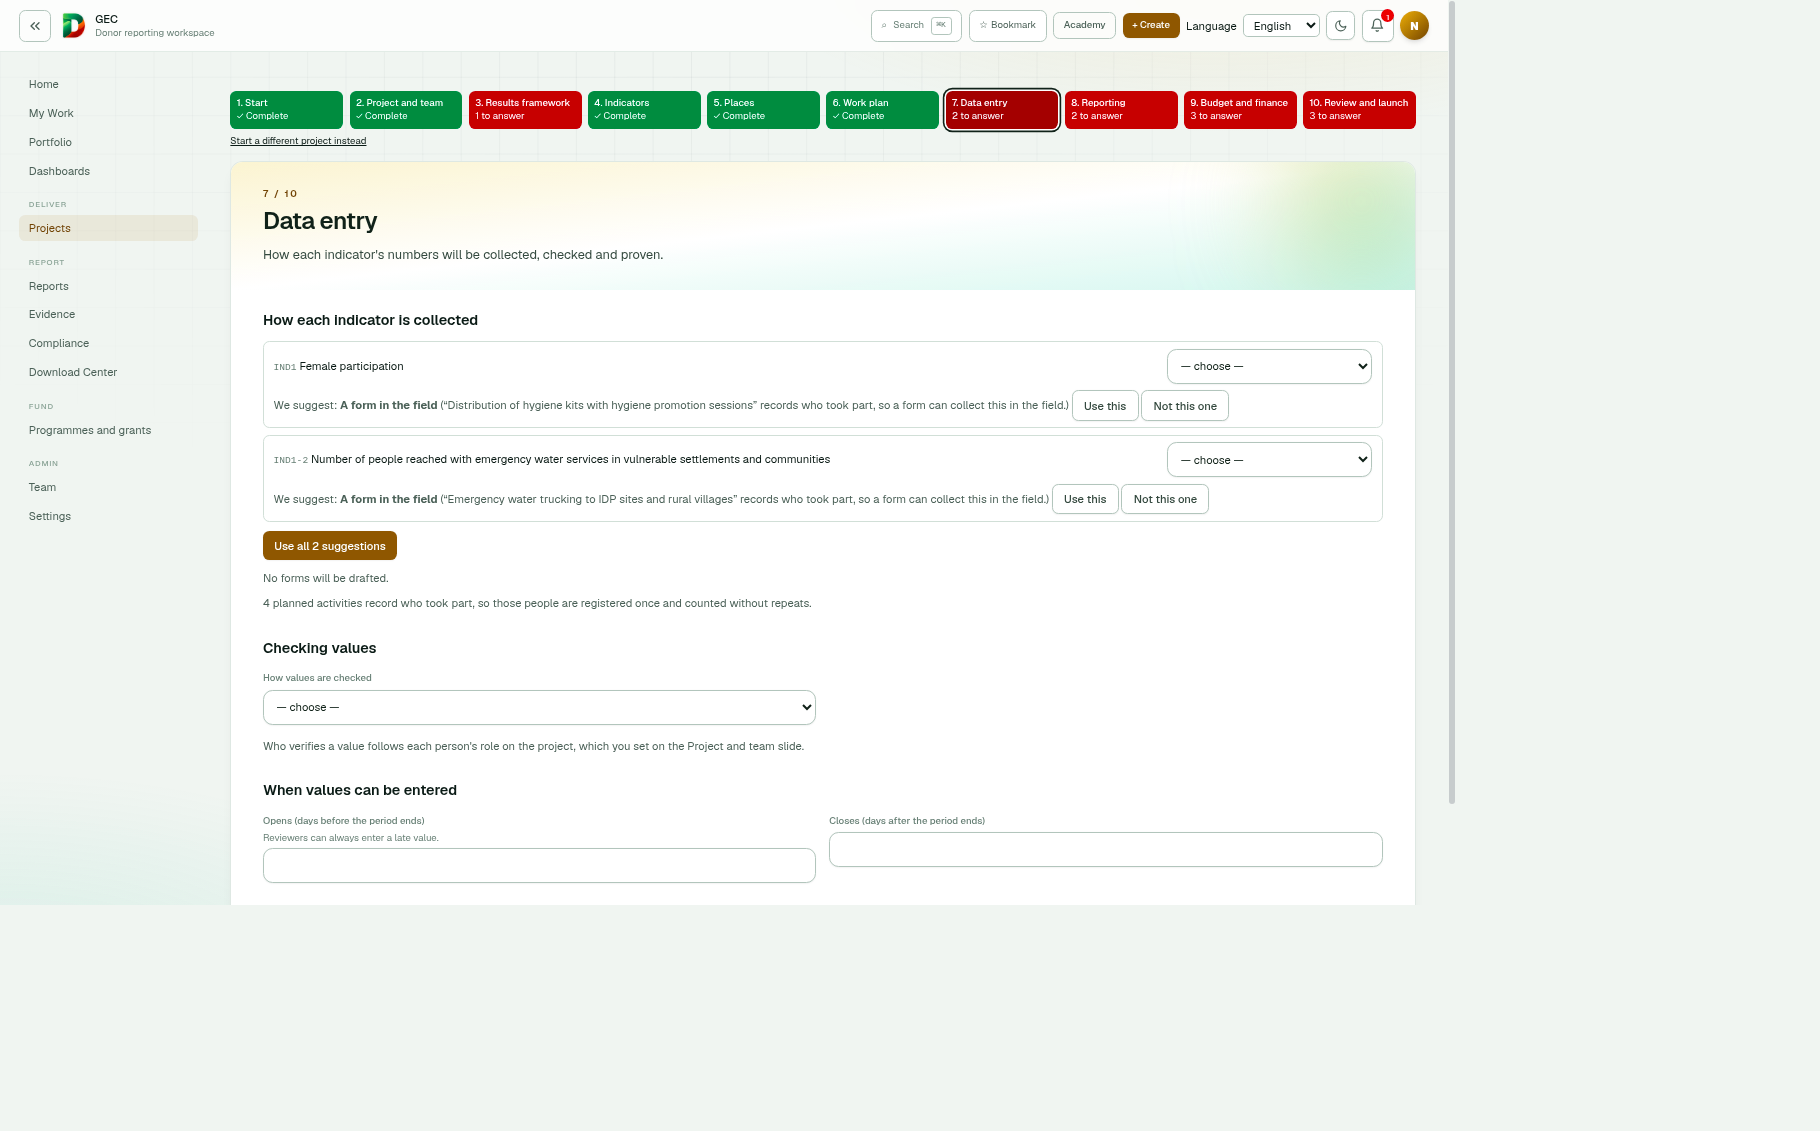 GEC
Donor reporting workspace
Search ⌘K
☆ Bookmark
Academy
+ Create
Language
English
1
N
Home
My Work
Portfolio
Dashboards
DELIVER
Projects
REPORT
Reports
Evidence
Compliance
Download Center
FUND
Programmes and grants
ADMIN
Team
Settings
1. Start
✓ Complete
2. Project and team
✓ Complete
3. Results framework
1 to answer
4. Indicators
✓ Complete
5. Places
✓ Complete
6. Work plan
✓ Complete
7. Data entry
2 to answer
8. Reporting
2 to answer
9. Budget and finance
3 to answer
10. Review and launch
3 to answer
Start a different project instead
7 / 10
Data entry
How each indicator's numbers will be collected, checked and proven.
How each indicator is collected
IND1 Female participation
— choose —
We suggest: A form in the field (“Distribution of hygiene kits with hygiene promotion sessions” records who took part, so a form can collect this in the field.) Use this Not this one
IND1-2 Number of people reached with emergency water services in vulnerable settlements and communities
— choose —
We suggest: A form in the field (“Emergency water trucking to IDP sites and rural villages” records who took part, so a form can collect this in the field.) Use this Not this one
Use all 2 suggestions
No forms will be drafted.
4 planned activities record who took part, so those people are registered once and counted without repeats.
Checking values
How values are checked
— choose —
Who verifies a value follows each person's role on the project, which you set on the Project and team slide.
When values can be entered
Opens (days before the period ends)
Reviewers can always enter a late value.
Closes (days after the period ends)